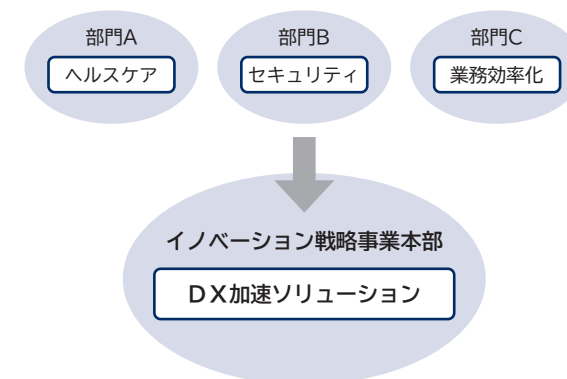 部門A
部門B
部門C
ヘルスケア
セキュリティ
業務効率化
イノベーション戦略事業本部
ＤＸ加速ソリューション